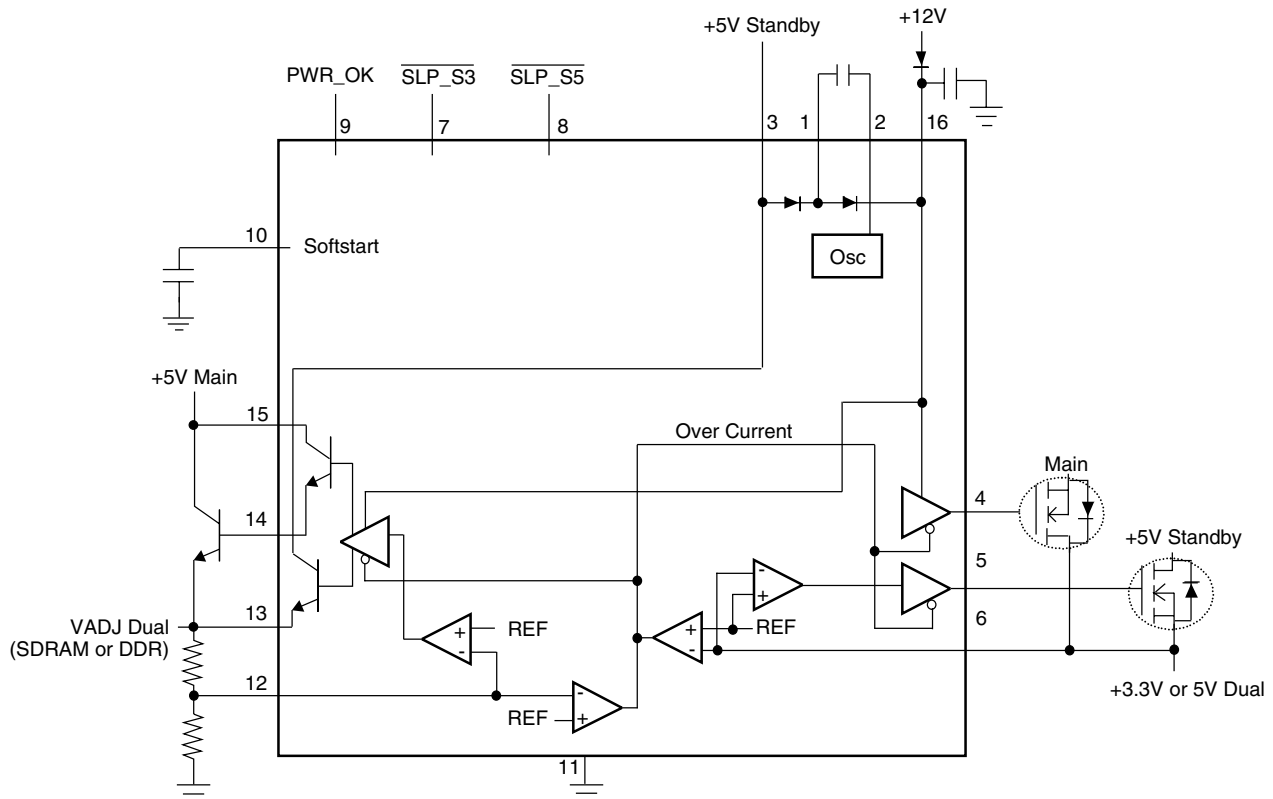 +5V Standby
+12V
PWR_OK
SLP_S3
SLP_S5
9
7
8
3
1
2
16
10
Softstart
Osc
+5V Main
15
Over Current
Main
14
4
+5V Standby
5
13
6
VADJ Dual
(SDRAM or DDR)
+
-
REF
-
+
+
-
REF
12
+3.3V or 5V Dual
-
+
REF
11